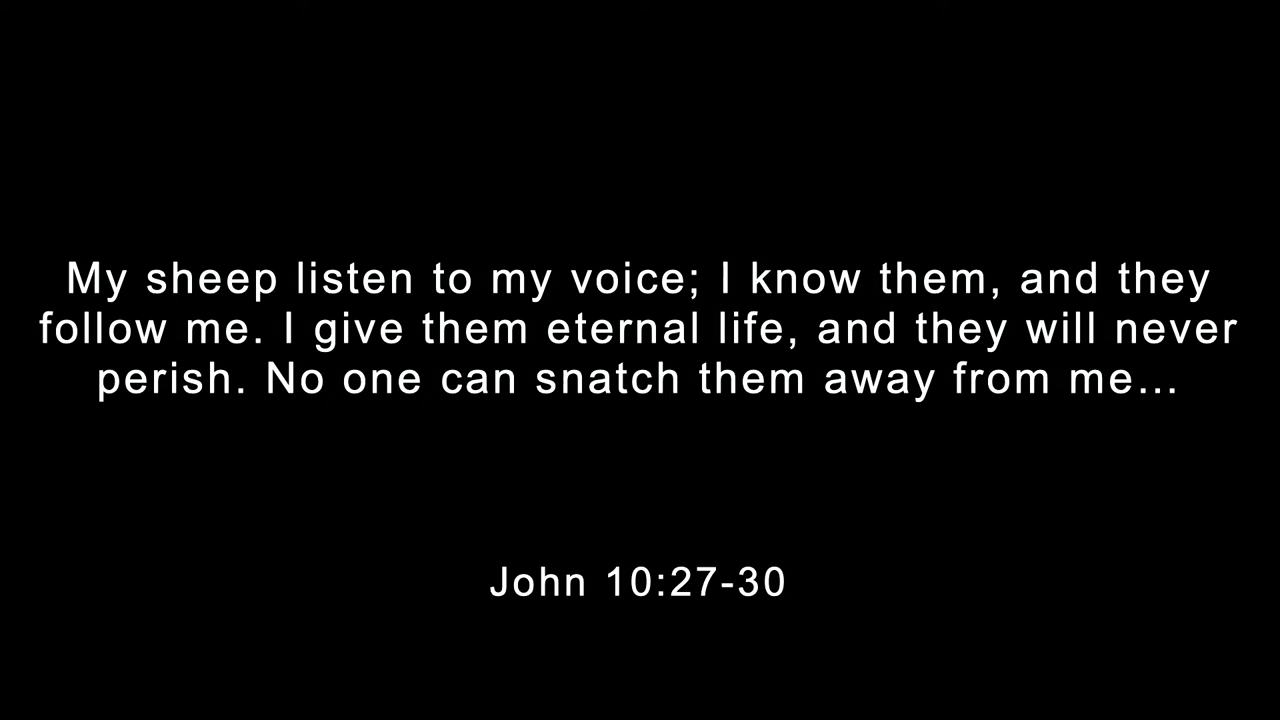 My sheep listen to my voice; I know them, and they
follow me. I give them eternal life, and they will never
perish. No one can snatch them away from me...
John 10:27-30